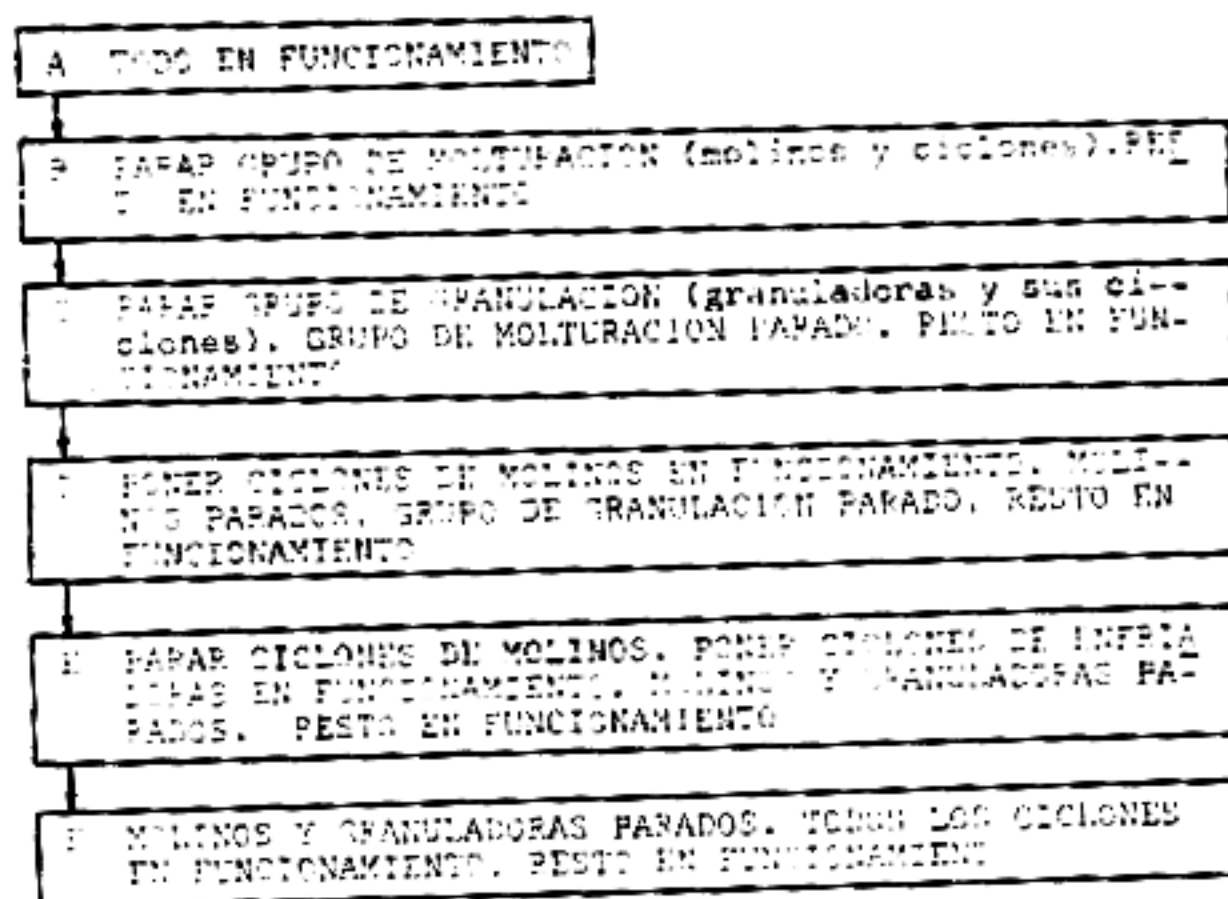 A TODO EN FUNCIONAMIENTO
B PARAR GRUPO DE MOLTURACION (molinos y ciclones).RES
TO EN FUNCIONAMIENTO
C PARAR GRUPO DE GRANULACION (granuladoras y sus ci--
clones). GRUPO DE MOLTURACION PARADO. RESTO EN FUN-
CIONAMIENTO
D PONER CICLONES DE MOLINOS EN FUNCIONAMIENTO. MOLI--
NOS PARADOS. GRUPO DE GRANULACION PARADO. RESTO EN
FUNCIONAMIENTO
E PARAR CICLONES DE MOLINOS. PONER CICLONES DE ENFRIA
DORAS EN FUNCIONAMIENTO. MOLINOS Y GRANULADORAS PA-
RADOS. RESTO EN FUNCIONAMIENTO
F MOLINOS Y GRANULADORAS PARADOS. TODOS LOS CICLONES
EN FUNCIONAMIENTO. RESTO EN FUNCIONAMIENT